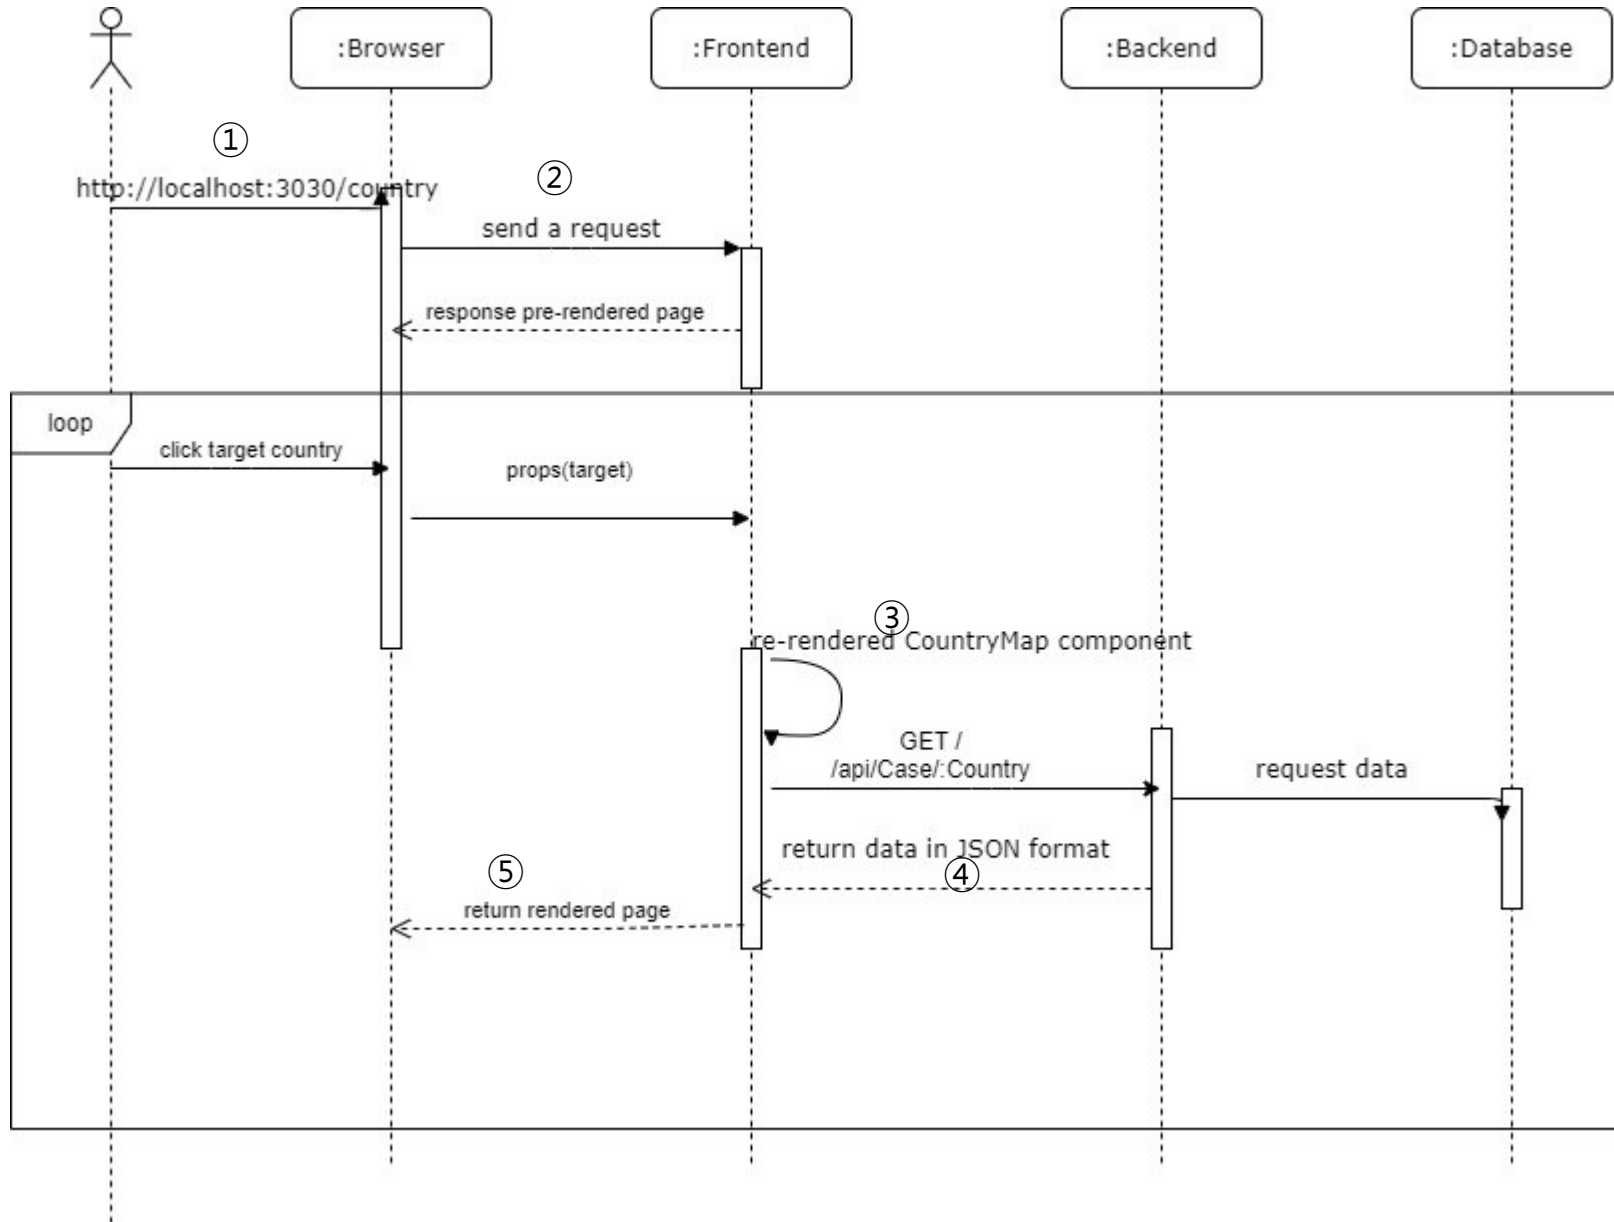 :Browser
:Frontend
:Backend
:Database
①
http://localhost:3030/country
②
send a request
response pre-rendered page
loop
click target country
props(target)
③
re-rendered CountryMap component
GET /
/api/Case/:Country
request data
return data in JSON format
④
⑤
return rendered page